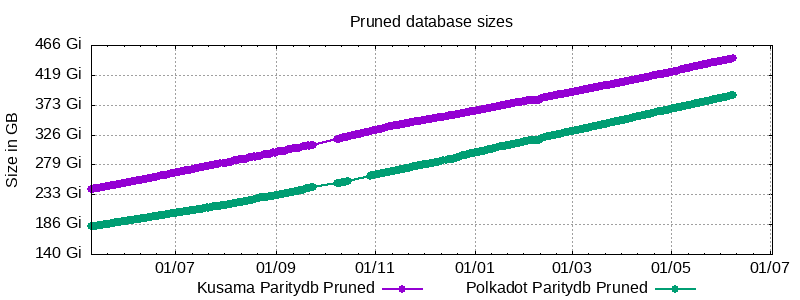 Pruned database sizes
466 Gi
419 Gi
373 Gi
326 Gi
279 Gi
233 Gi
186 Gi
140 Gi
Size in GB
01/07 01/09 01/11 01/01 01/03 01/05 01/07
Kusama Paritydb Pruned Polkadot Paritydb Pruned